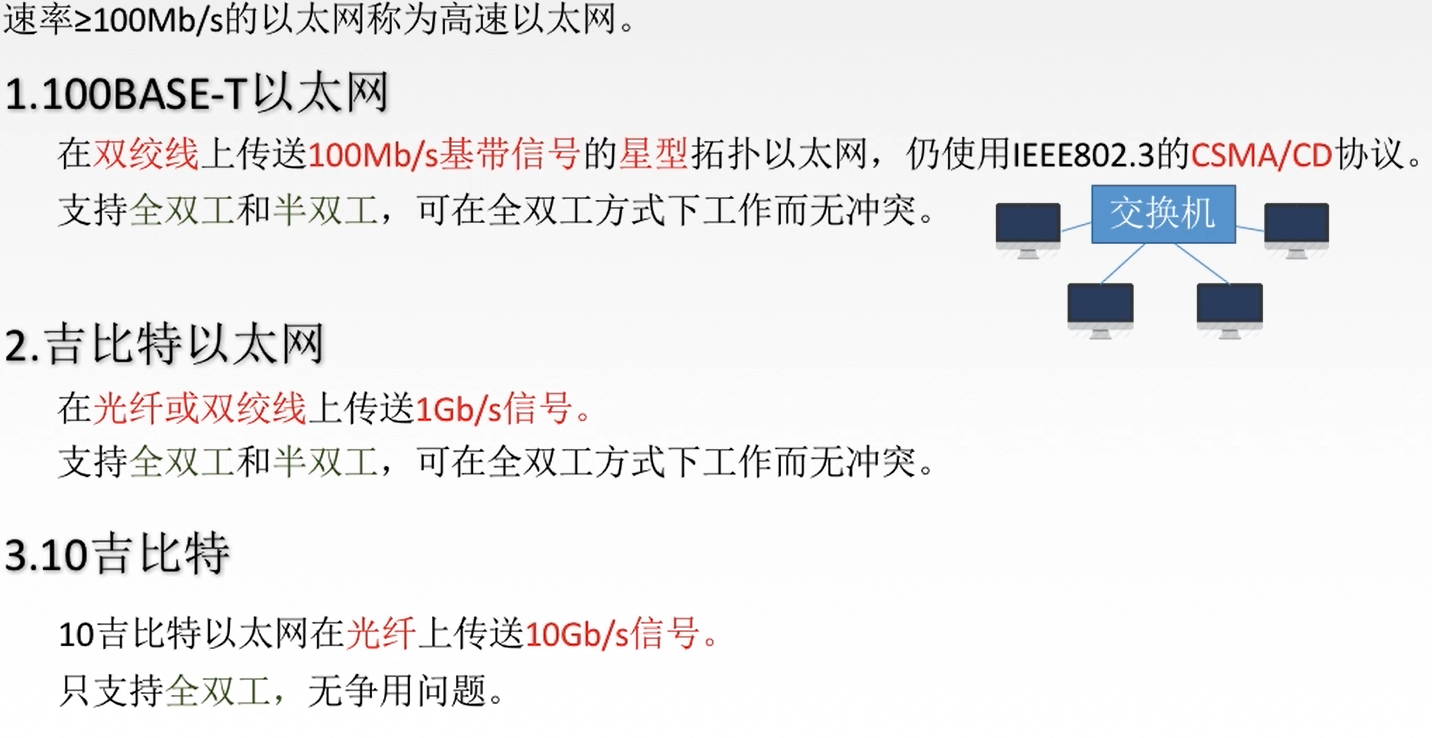 速率≥100Mb/s的以太网称为高速以太网。
1.100BASE-T以太网
在双绞线上传送100Mb/s基带信号的星型拓扑以太网，仍使用IEEE802.3的CSMA/CD协议。
支持全双工和半双工，可在全双工方式下工作而无冲突。
交换机
2.吉比特以太网
在光纤或双绞线上传送1Gb/s信号。
支持全双工和半双工，可在全双工方式下工作而无冲突。
3.10吉比特
10吉比特以太网在光纤上传送10Gb/s信号。
只支持全双工，无争用问题。